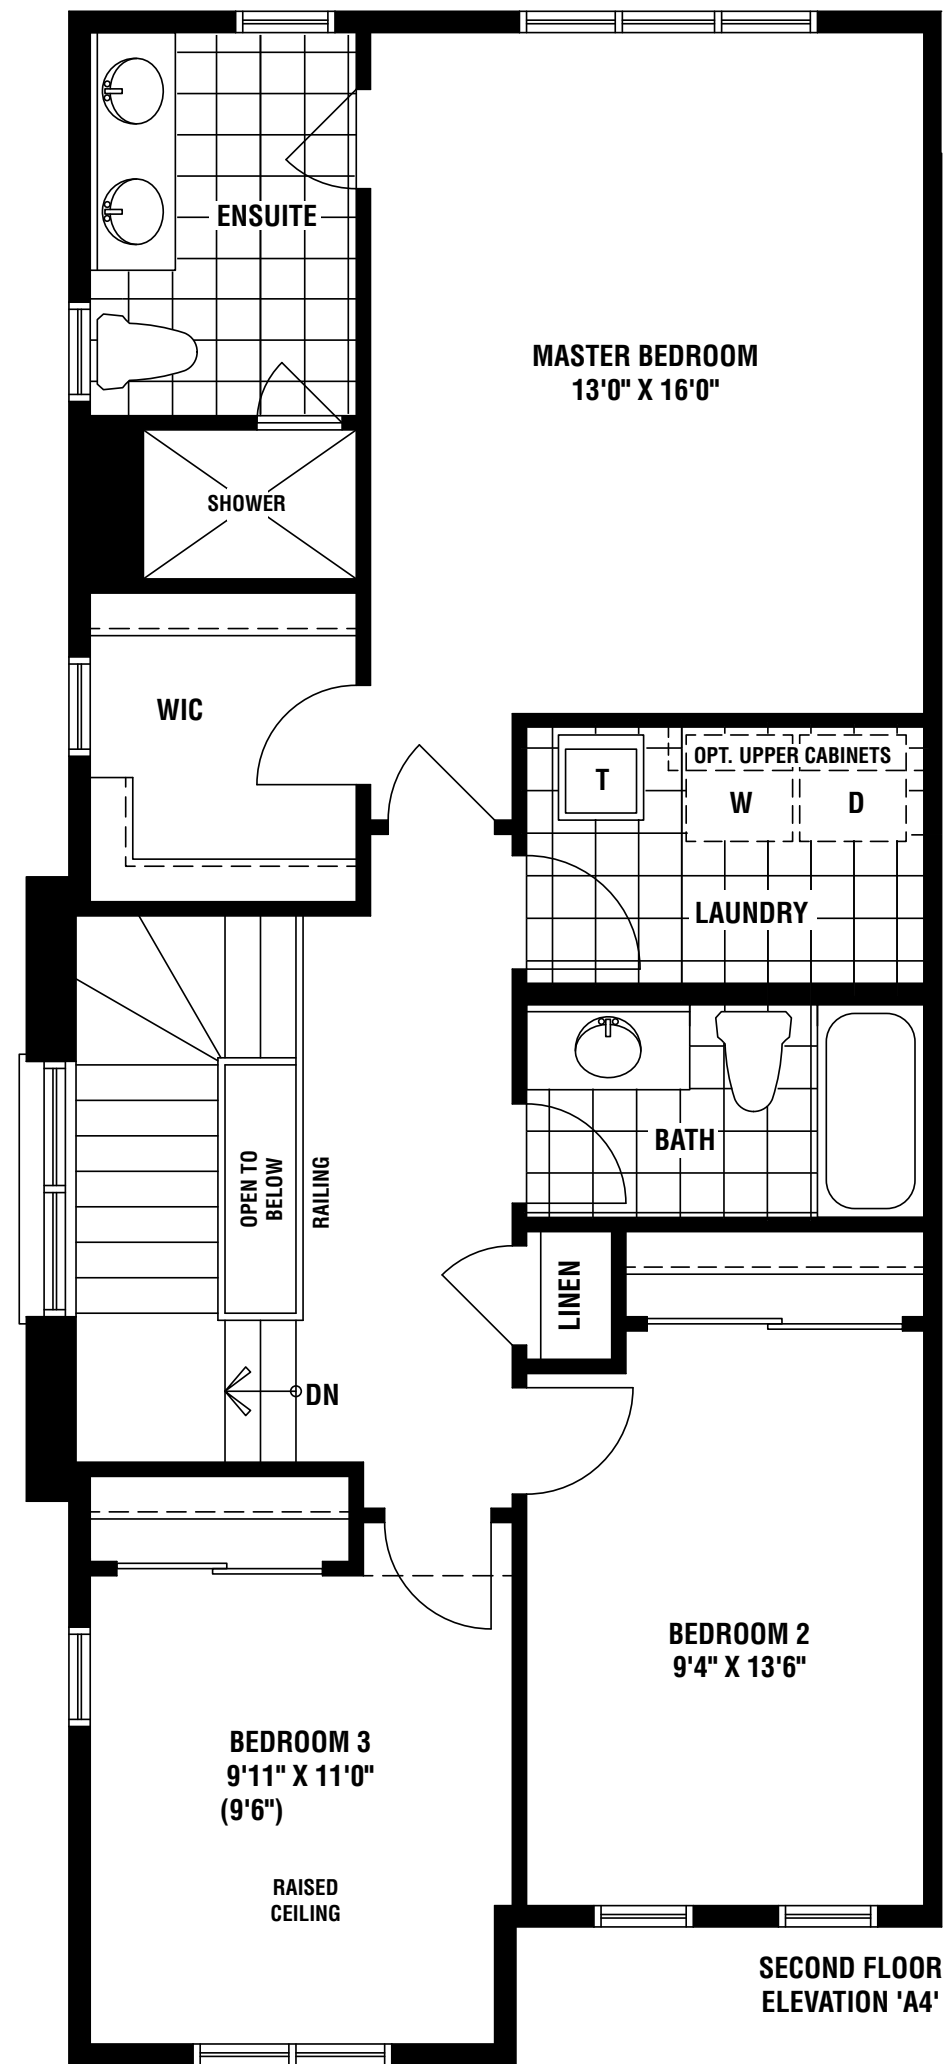 ENSUITE
MASTER BEDROOM
13'0" X 16'0"
SHOWER
WIC
OPT. UPPER CABINETS
T
W
D
LAUNDRY
BATH
OPEN TO
BELOW
RAILING
LINEN
DN
BEDROOM 2
9'4" X 13'6"
BEDROOM 3
9'11" X 11'0"
(9'6")
RAISED
CEILING
SECOND FLOOR
ELEVATION 'A4'